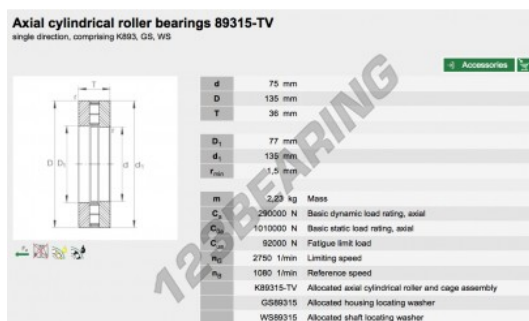 Axial cylindrical roller bearings 89315-TV
single direction, comprising K893, GS, WS
Accessories
T
r
r
D D₁ d d₁
d 75 mm
D 135 mm
T 36 mm
D₁ 77 mm
d₁ 135 mm
rmin 1,5 mm
m 2,23 kg Mass
Ca 290000 N Basic dynamic load rating, axial
C0a 1010000 N Basic static load rating, axial
Cua 92000 N Fatigue limit load
nG 2750 1/min Limiting speed
nB 1080 1/min Reference speed
K89315-TV Allocated axial cylindrical roller and cage assembly
GS89315 Allocated housing locating washer
WS89315 Allocated shaft locating washer
123BEARING